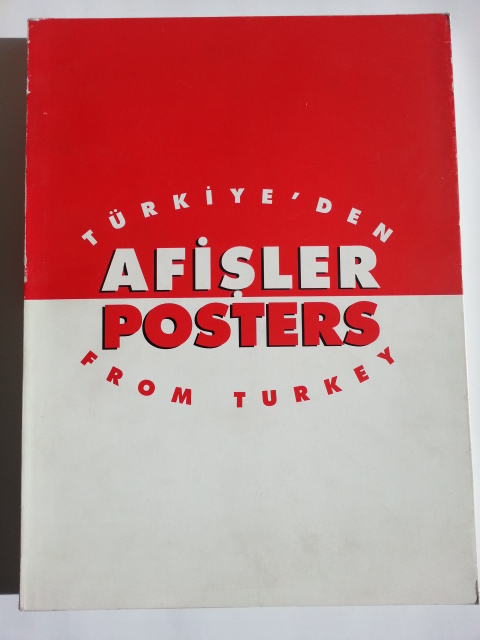 TÜRKİYE'DEN
AFİŞLER
POSTERS
FROM TURKEY